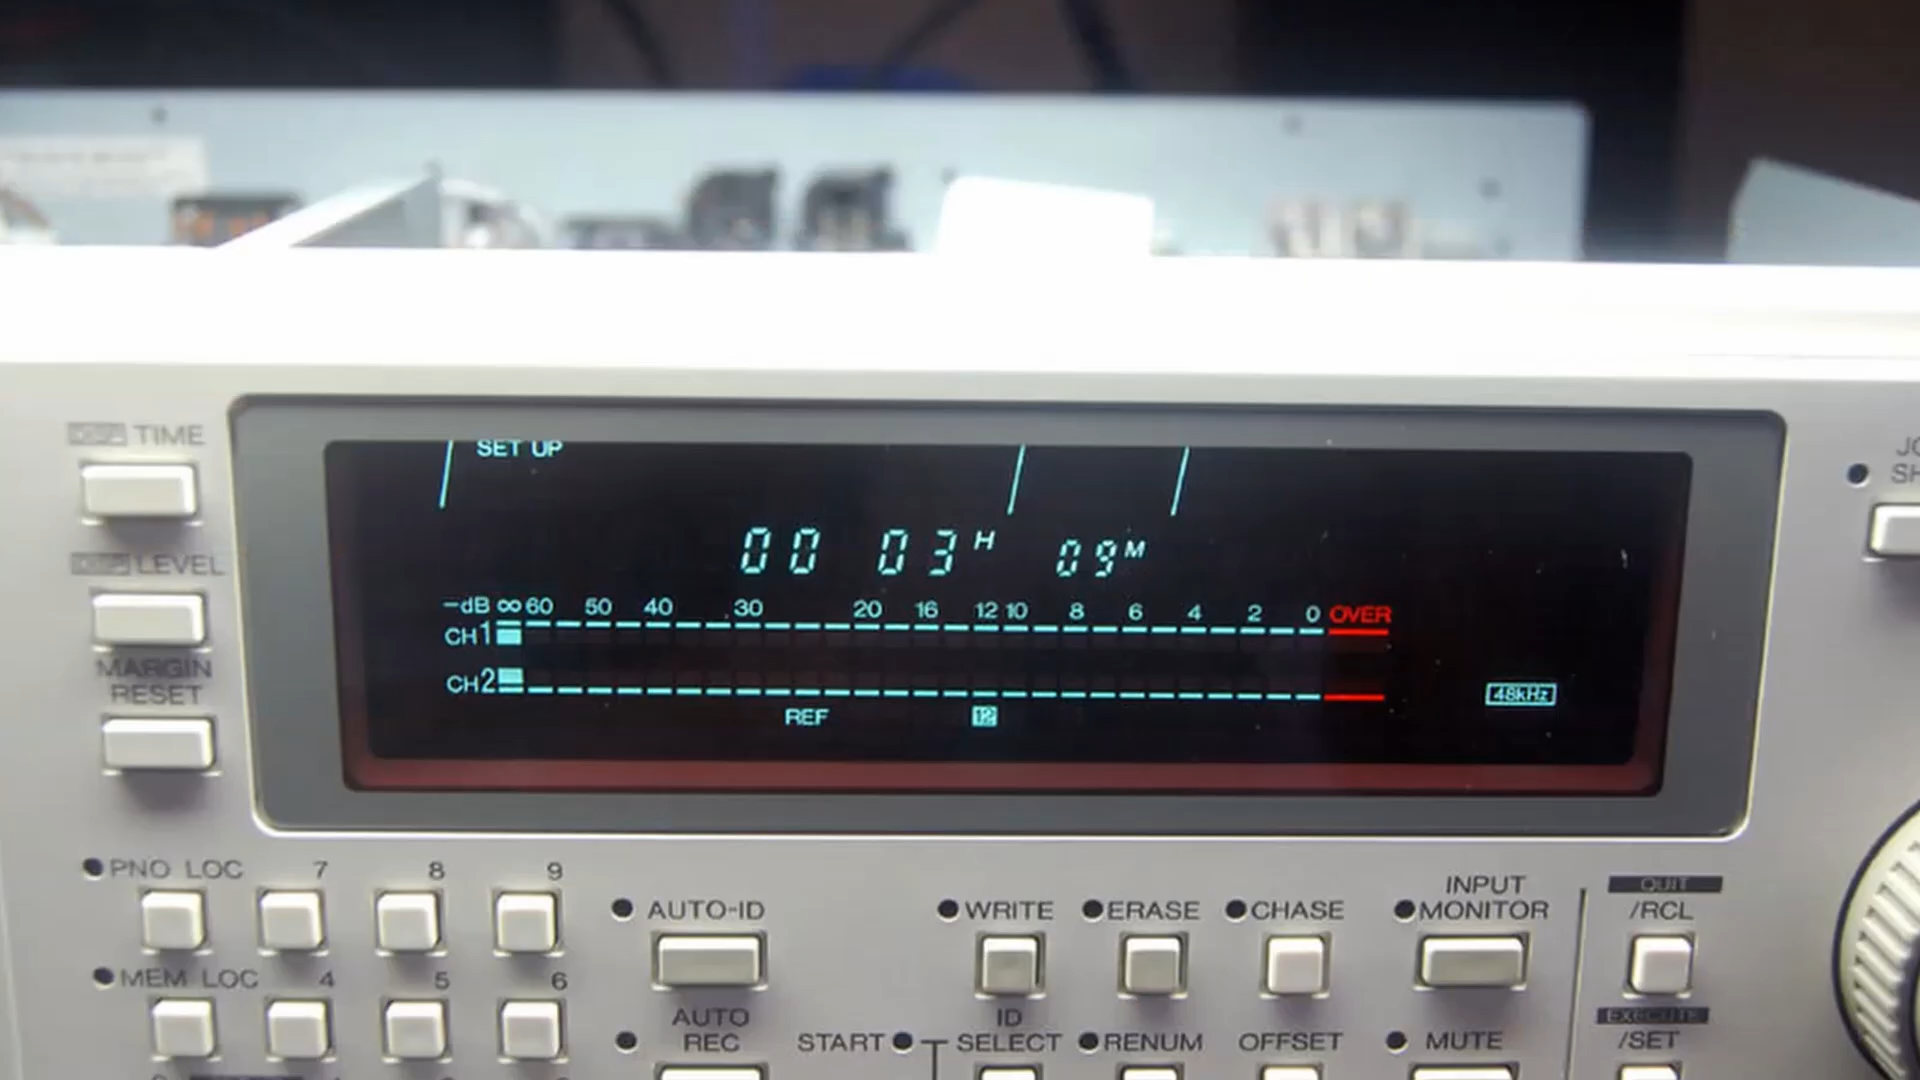 DISP TIME
SET UP
00 03H 09M
DISP LEVEL
-dB ∞ 60 50 40 30 20 16 12 10 8 6 4 2 0 OVER
CH1
CH2
48kHz
REF 12
MARGIN
RESET
PNO LOC 7 8 9
AUTO-ID
WRITE ERASE CHASE
INPUT
MONITOR
QUIT
/RCL
MEM LOC 4 5 6
AUTO
REC
START
ID
SELECT
RENUM OFFSET MUTE
EXECUTE
/SET